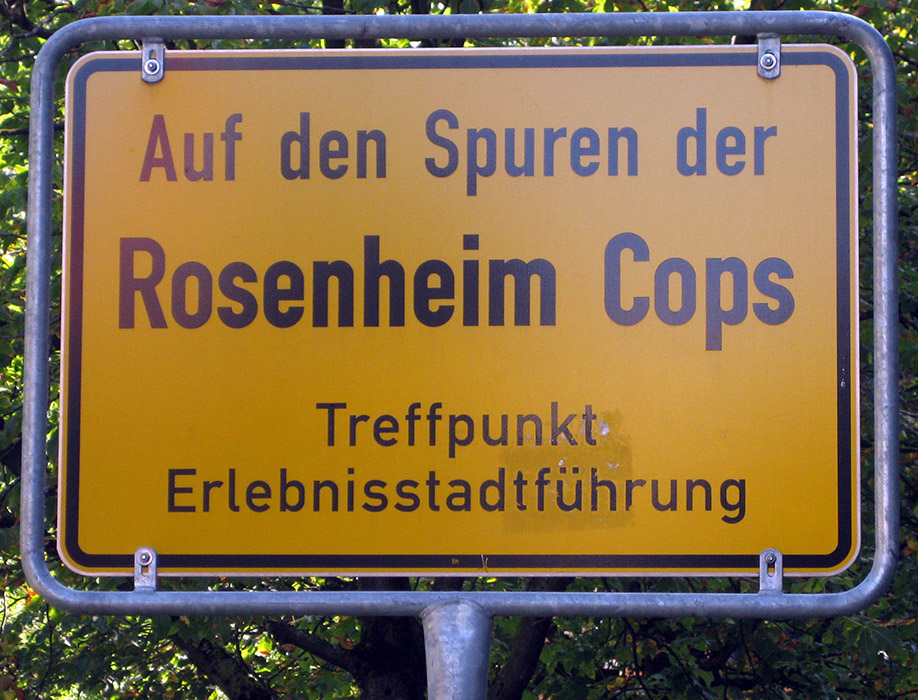 Auf den Spuren der
Rosenheim Cops
Treffpunkt
Erlebnisstadtführung